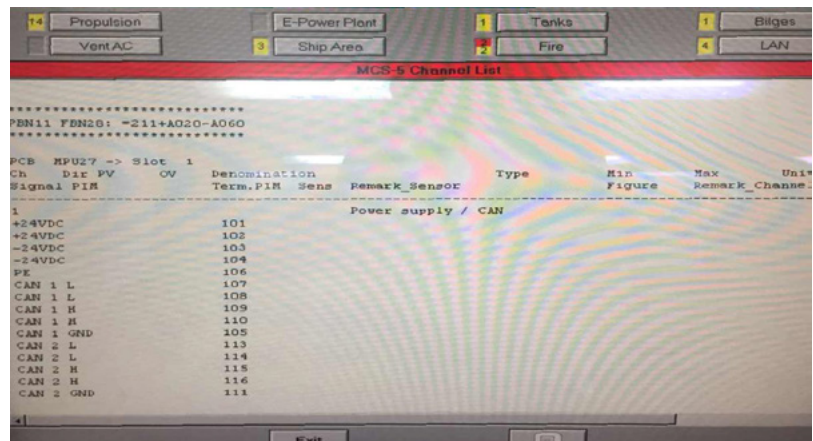 14 Propulsion E-Power Plant 1 Tanks 1 Bilges
Vent AC 3 Ship Area 2 Fire 4 LAN
MCS-5 Channel List
***************************
PBN11 FBN28: =211+A020-A060
***************************
PCB MPU27 -> Slot 1
Ch Dir PV OV Denomination Type Min Max
Signal PIM Term.PIM Sens Remark_Sensor Figure
1 Power supply / CAN
+24VDC 101
+24VDC 102
-24VDC 103
-24VDC 104
PE 106
CAN 1 L 107
CAN 1 L 108
CAN 1 H 109
CAN 1 H 110
CAN 1 GND 105
CAN 2 L 113
CAN 2 L 114
CAN 2 H 115
CAN 2 H 116
CAN 2 GND 111
Exit